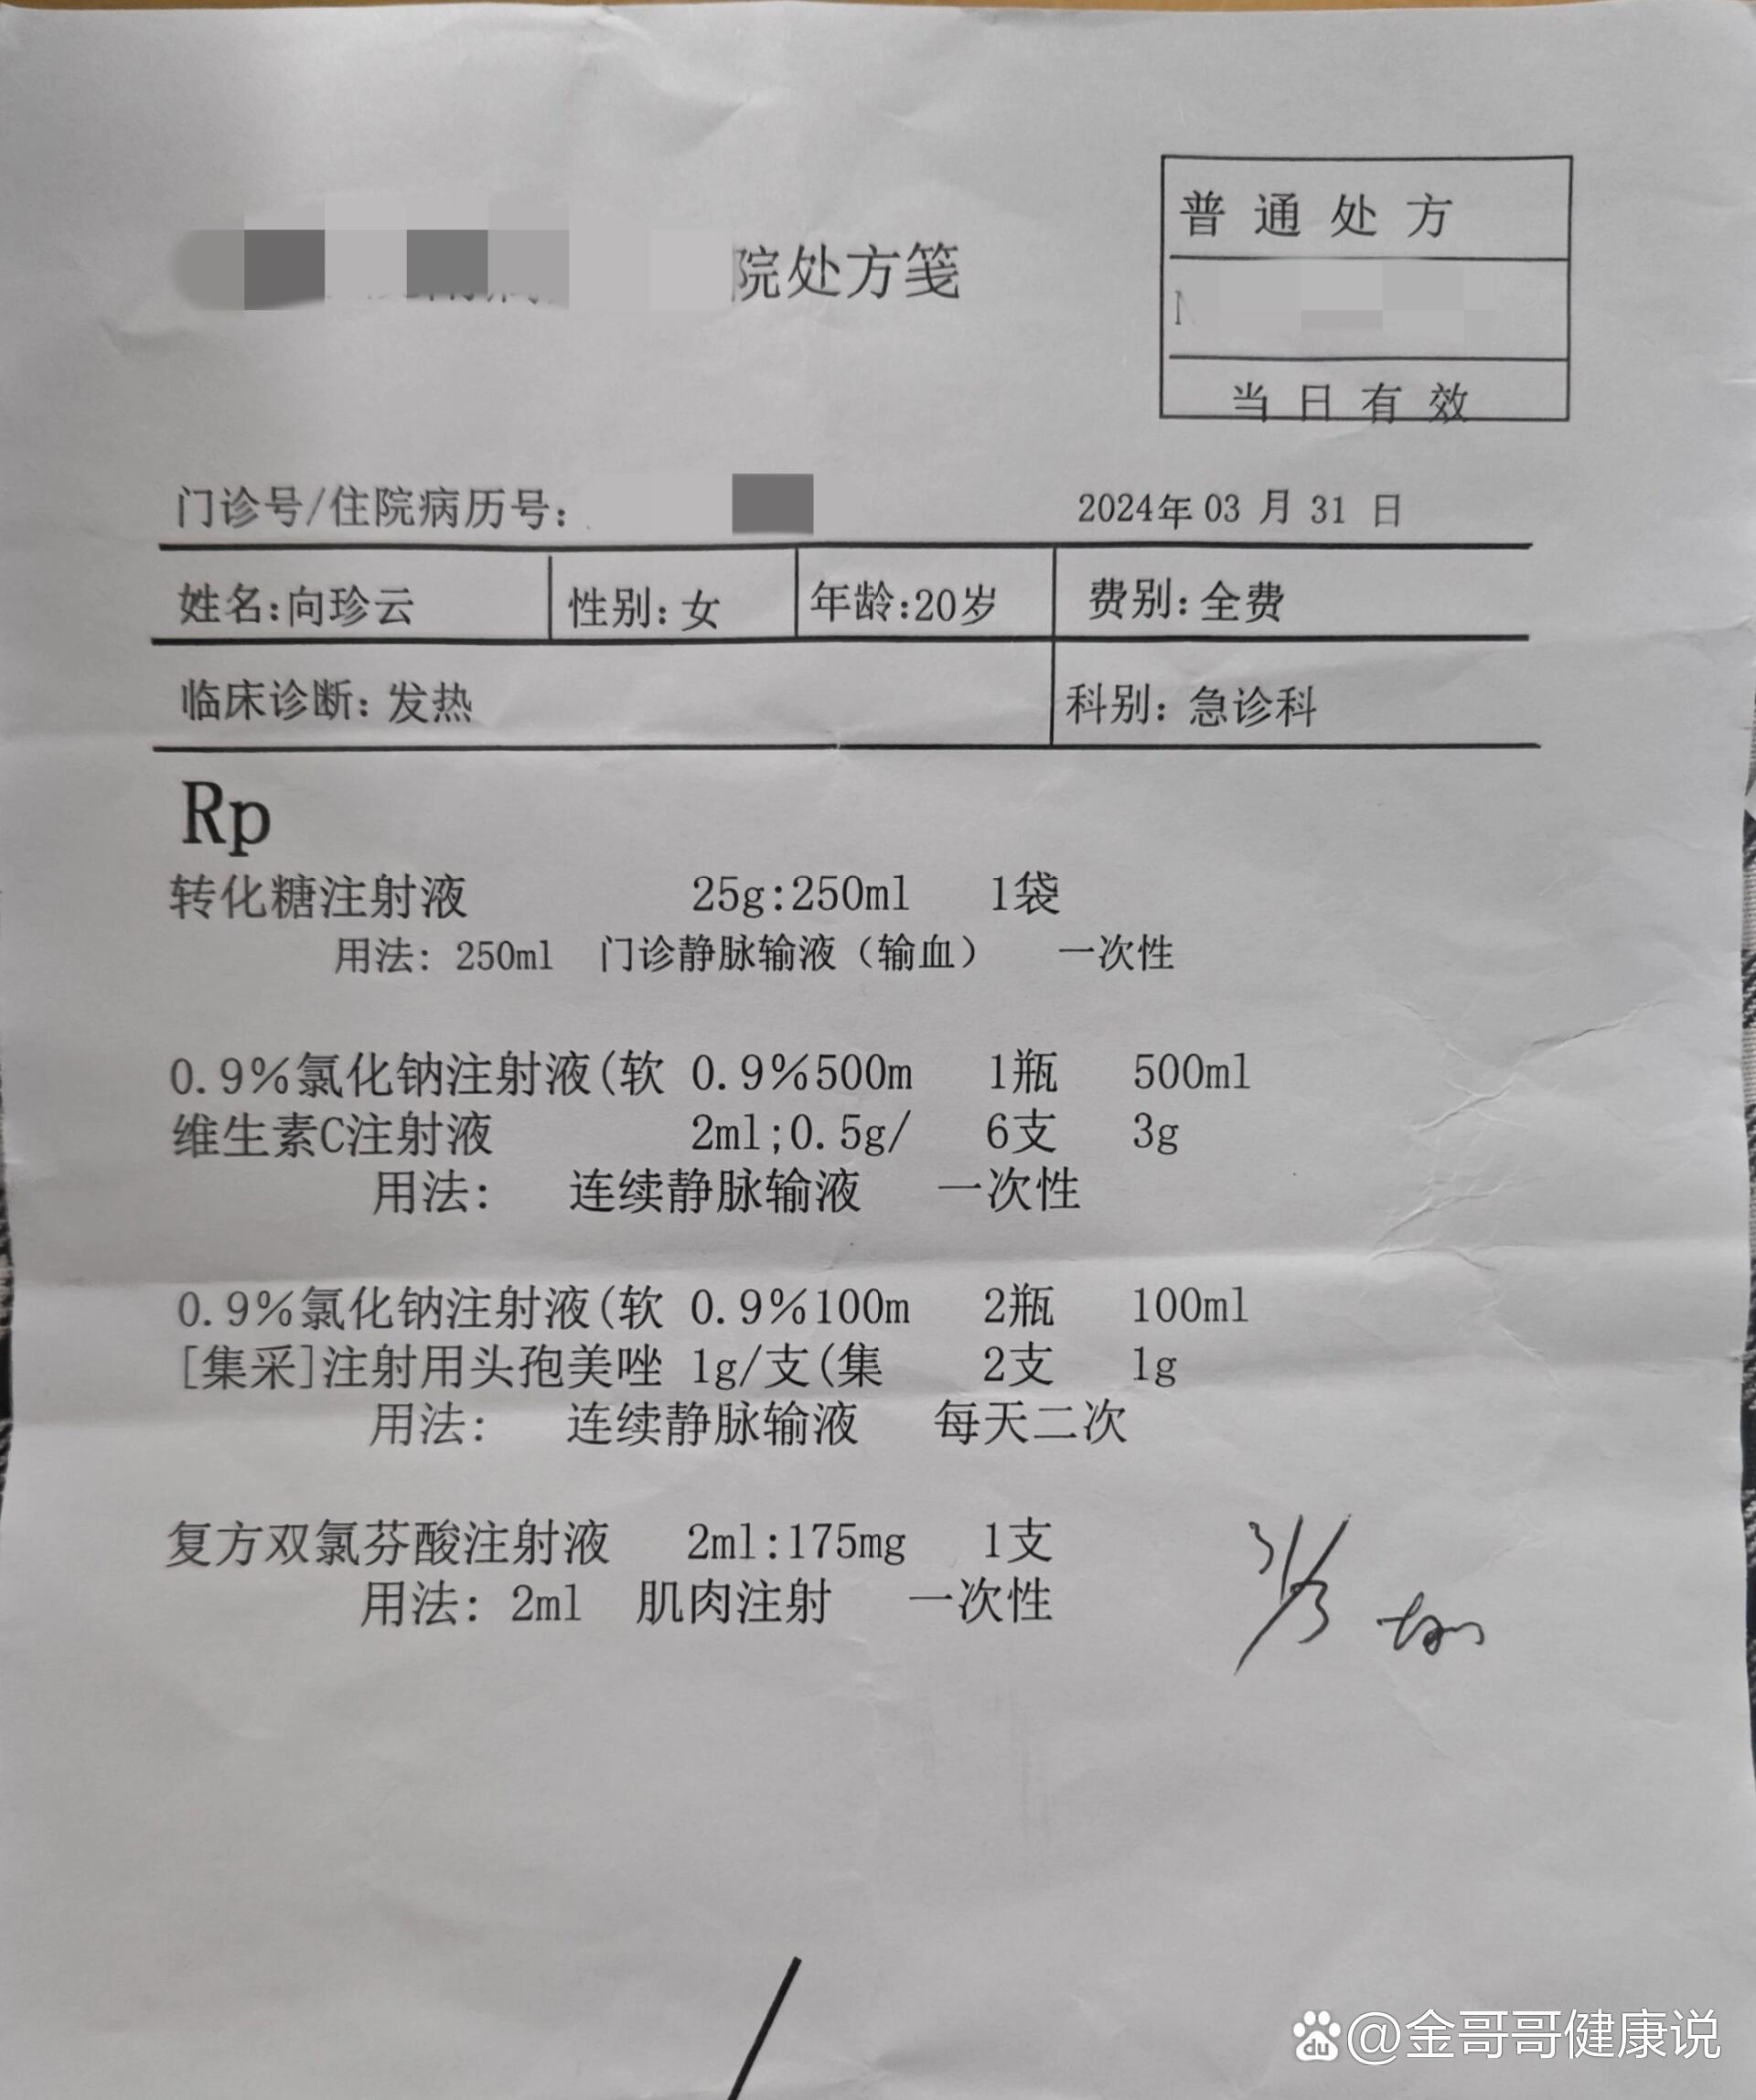 普通处方
院处方笺
当日有效
门诊号/住院病历号: 2024年 03 月 31 日
姓名:向珍云 性别:女 年龄:20岁 费别:全费
临床诊断:发热 科别:急诊科
Rp
转化糖注射液 25g:250ml 1袋
用法: 250ml 门诊静脉输液(输血) 一次性
0.9%氯化钠注射液(软 0.9%500m 1瓶 500ml
维生素C注射液 2ml;0.5g/ 6支 3g
用法: 连续静脉输液 一次性
0.9%氯化钠注射液(软 0.9%100m 2瓶 100ml
[集采]注射用头孢美唑 1g/支(集 2支 1g
用法: 连续静脉输液 每天二次
复方双氯芬酸注射液 2ml:175mg 1支
用法: 2ml 肌肉注射 一次性
31/3
du @金哥哥健康说